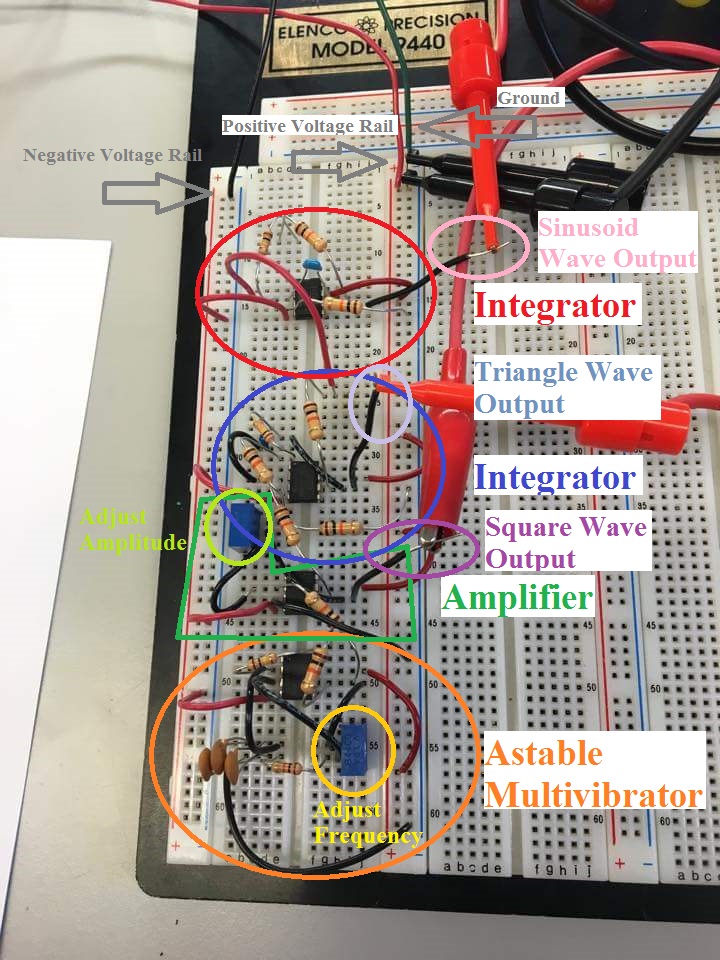 ELENCO PRECISION
MODEL 9440
Ground
Positive Voltage Rail
Negative Voltage Rail
Sinusoid
Wave Output
Integrator
Triangle Wave
Output
Integrator
Adjust
Amplitude
Square Wave
Output
Amplifier
Astable
Multivibrator
Adjust
Frequency